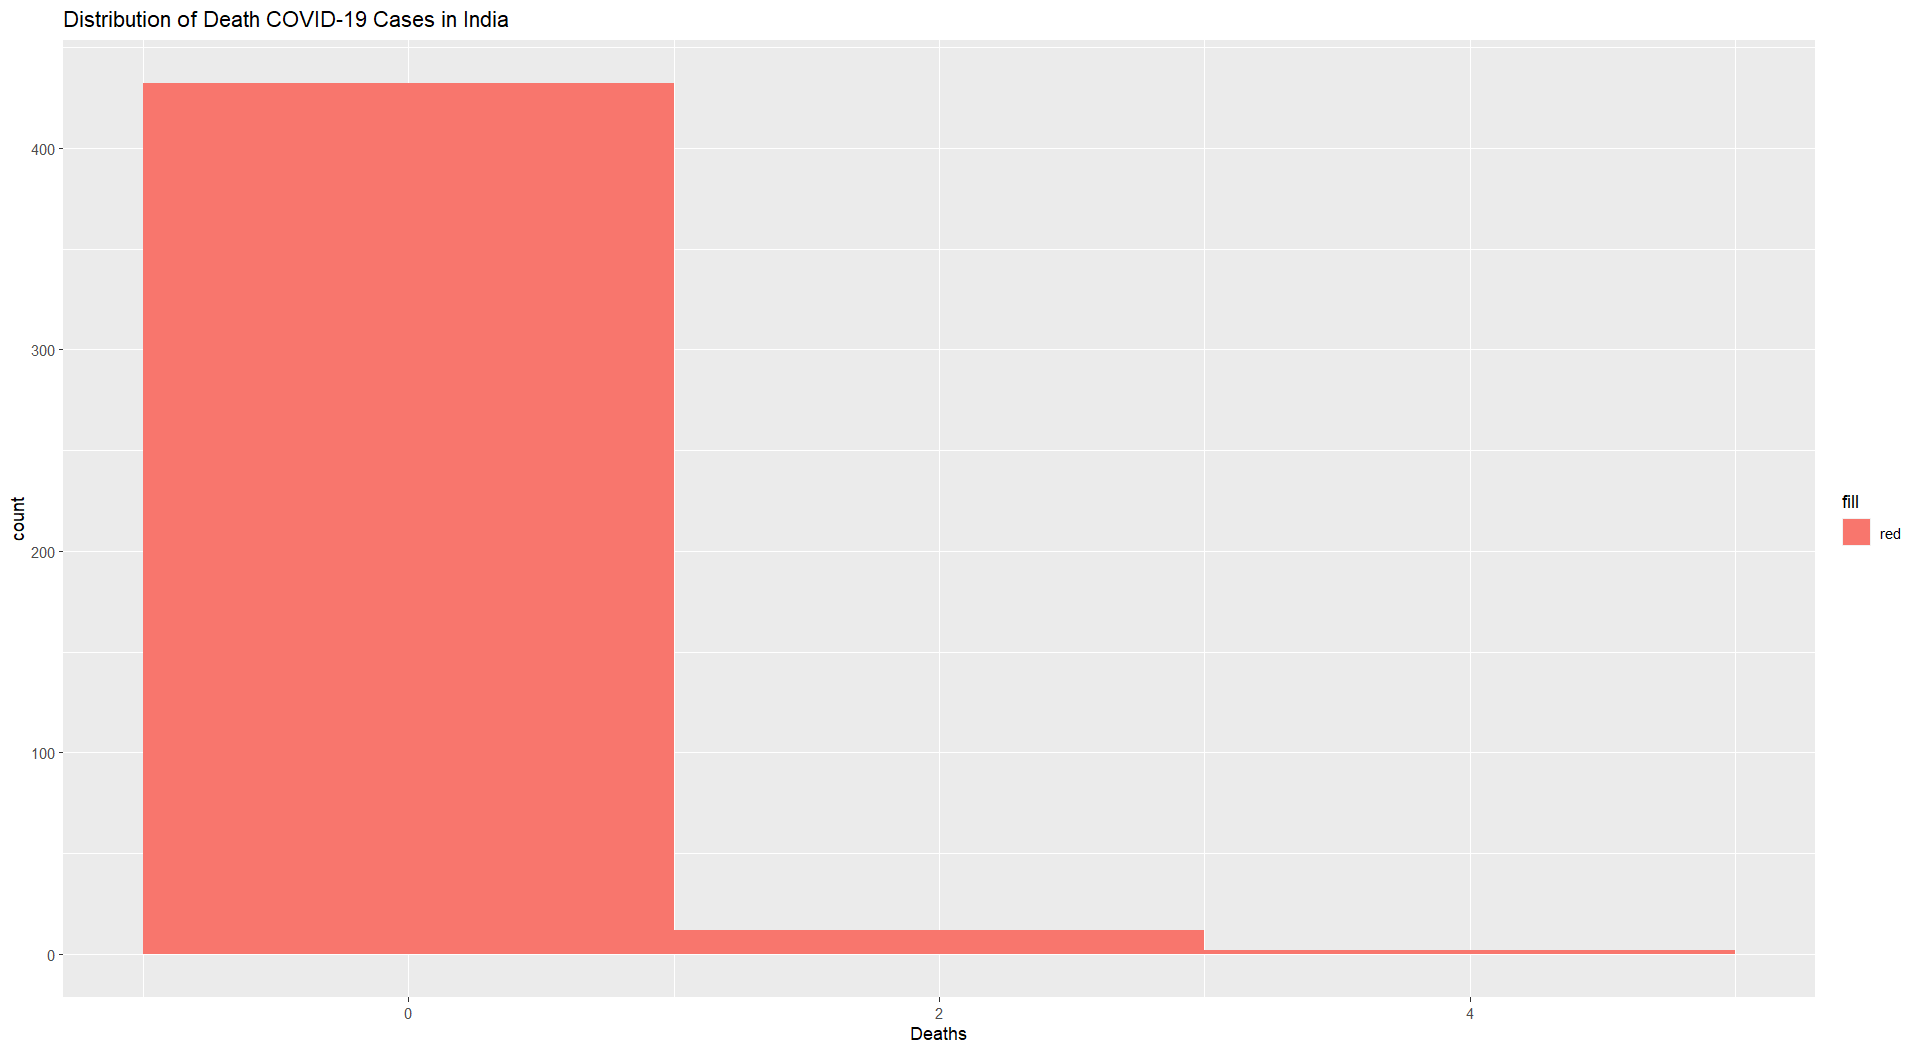 Distribution of Death COVID-19 Cases in India
400
300
200
100
0
count
0 2 4
Deaths
fill
red